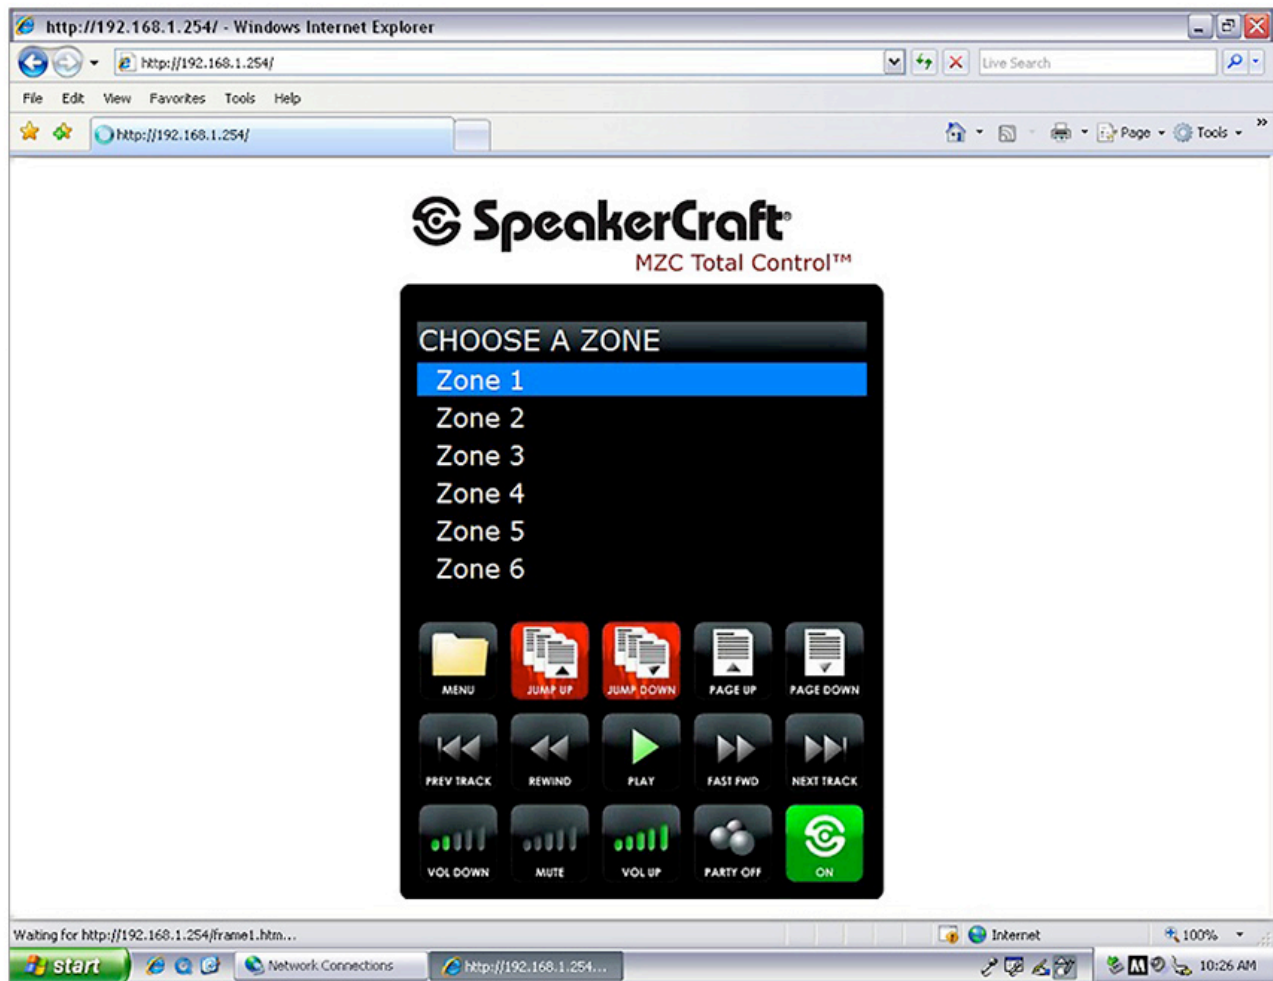 http://192.168.1.254/ - Windows Internet Explorer
http://192.168.1.254/
Live Search
File Edit View Favorites Tools Help
http://192.168.1.254/
Page Tools »
SpeakerCraft®
MZC Total Control™
CHOOSE A ZONE
Zone 1
Zone 2
Zone 3
Zone 4
Zone 5
Zone 6
MENU JUMP UP JUMP DOWN PAGE UP PAGE DOWN
PREV TRACK REWIND PLAY FAST FWD NEXT TRACK
VOL DOWN MUTE VOL UP PARTY OFF ON
Waiting for http://192.168.1.254/frame1.htm... Internet 100%
start Network Connections http://192.168.1.254... 10:26 AM